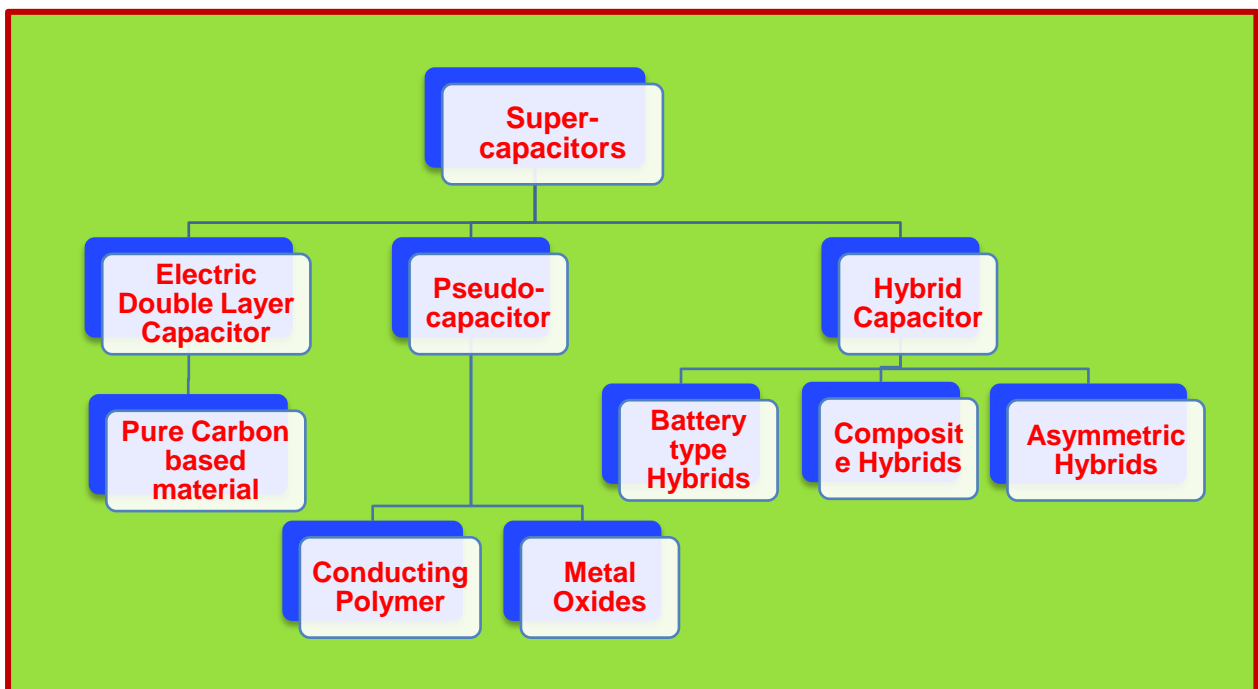 Super-
capacitors
Electric
Double Layer
Capacitor
Pseudo-
capacitor
Hybrid
Capacitor
Pure Carbon
based
material
Battery
type
Hybrids
Composit
e Hybrids
Asymmetric
Hybrids
Conducting
Polymer
Metal
Oxides